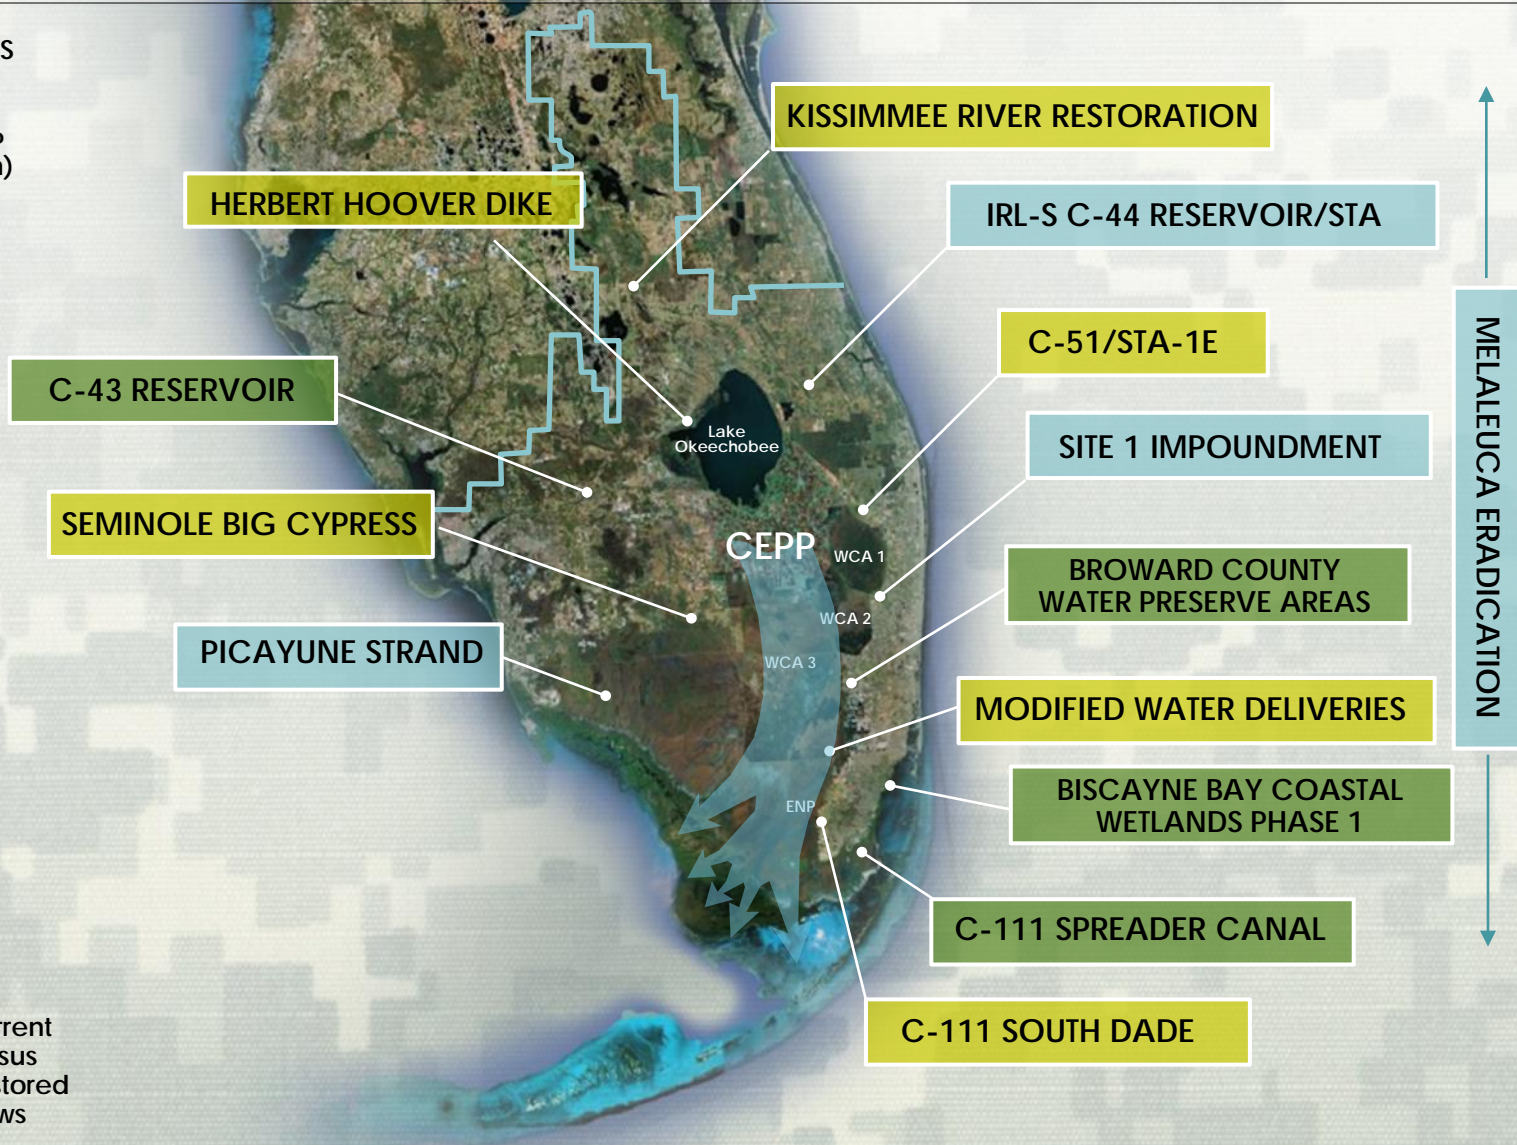 KISSIMMEE RIVER RESTORATION
HERBERT HOOVER DIKE
IRL-S C-44 RESERVOIR/STA
C-51/STA-1E
C-43 RESERVOIR
Lake
Okeechobee
SITE 1 IMPOUNDMENT
SEMINOLE BIG CYPRESS
CEPP
WCA 1
BROWARD COUNTY
WATER PRESERVE AREAS
WCA 2
PICAYUNE STRAND
WCA 3
MODIFIED WATER DELIVERIES
BISCAYNE BAY COASTAL
WETLANDS PHASE 1
ENP
C-111 SPREADER CANAL
C-111 SOUTH DADE
MELALEUCA ERADICATION